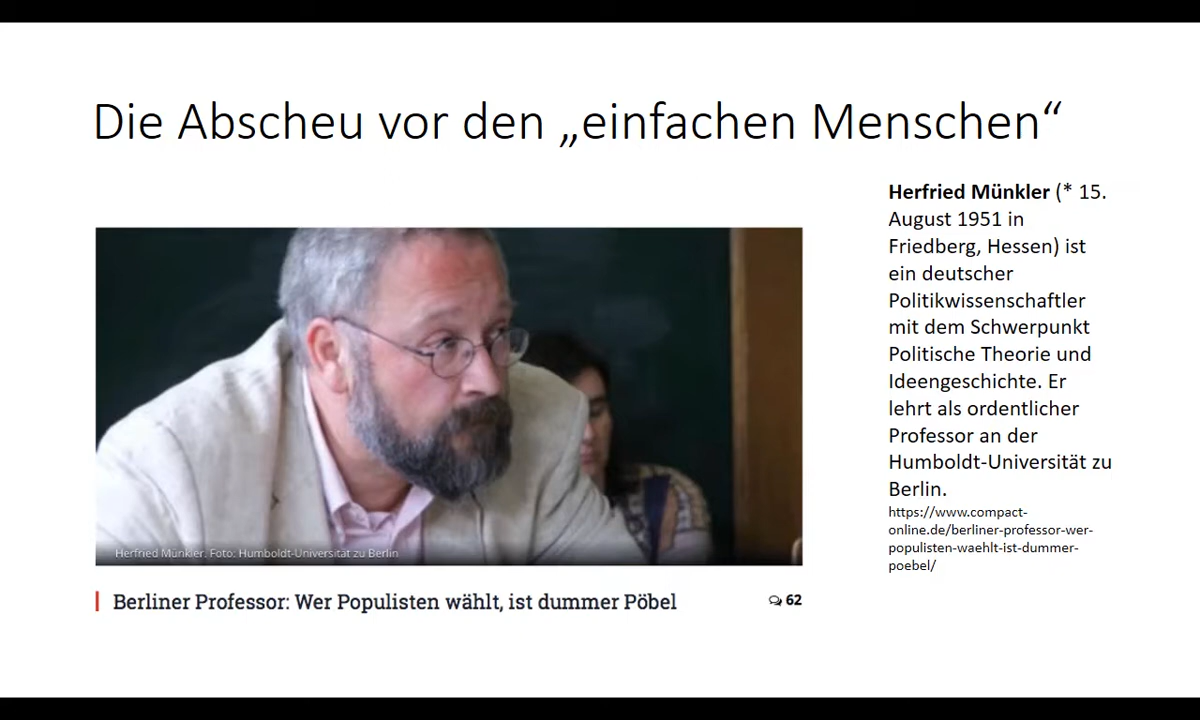 Die Abscheu vor den „einfachen Menschen“
Herfried Münkler (* 15.
August 1951 in
Friedberg, Hessen) ist
ein deutscher
Politikwissenschaftler
mit dem Schwerpunkt
Politische Theorie und
Ideengeschichte. Er
lehrt als ordentlicher
Professor an der
Humboldt-Universität zu
Berlin.
https://www.compact-
online.de/berliner-professor-wer-
populisten-waehlt-ist-dummer-
poebel/
Herfried Münkler. Foto: Humboldt-Universität zu Berlin
Berliner Professor: Wer Populisten wählt, ist dummer Pöbel
62